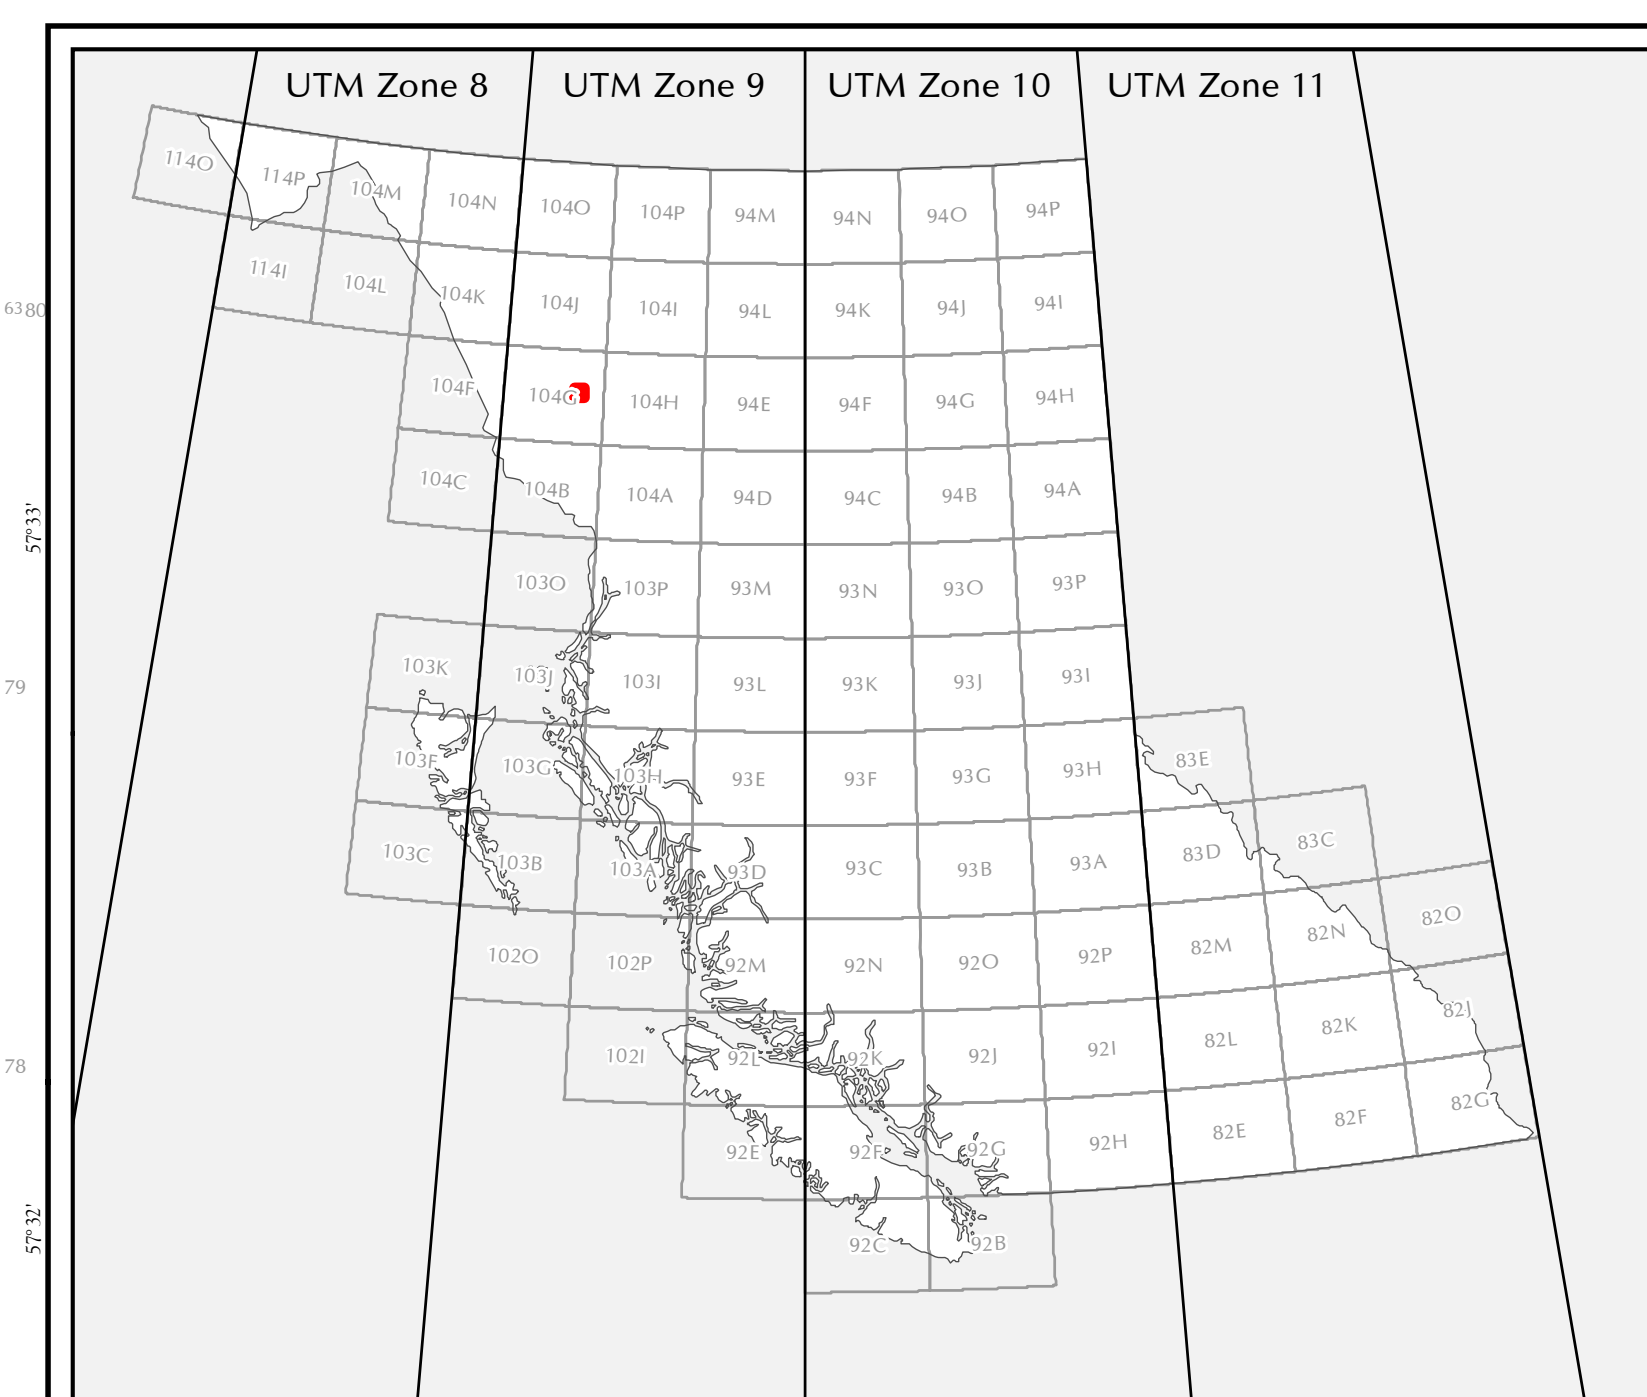 UTM Zone 8 UTM Zone 9 UTM Zone 10 UTM Zone 11
114O 114P 104M 104N 104O 104P 94M 94N 94O 94P
114I 104L 104K 104J 104I 94L 94K 94J 94I
6380
104F 104G 104H 94E 94F 94G 94H
104C 104B 104A 94D 94C 94B 94A
57°33'
103O 103P 93M 93N 93O 93P
103K 103J 103I 93L 93K 93J 93I
79
103F 103G 103H 93E 93F 93G 93H 83E
103C 103B 103A 93D 93C 93B 93A 83D 83C
102O 102P 92M 92N 92O 92P 82M 82N 82O
102I 92L 92K 92J 92I 82L 82K 82J
78
92E 92F 92G 92H 82E 82F 82G
57°32'
92C 92B